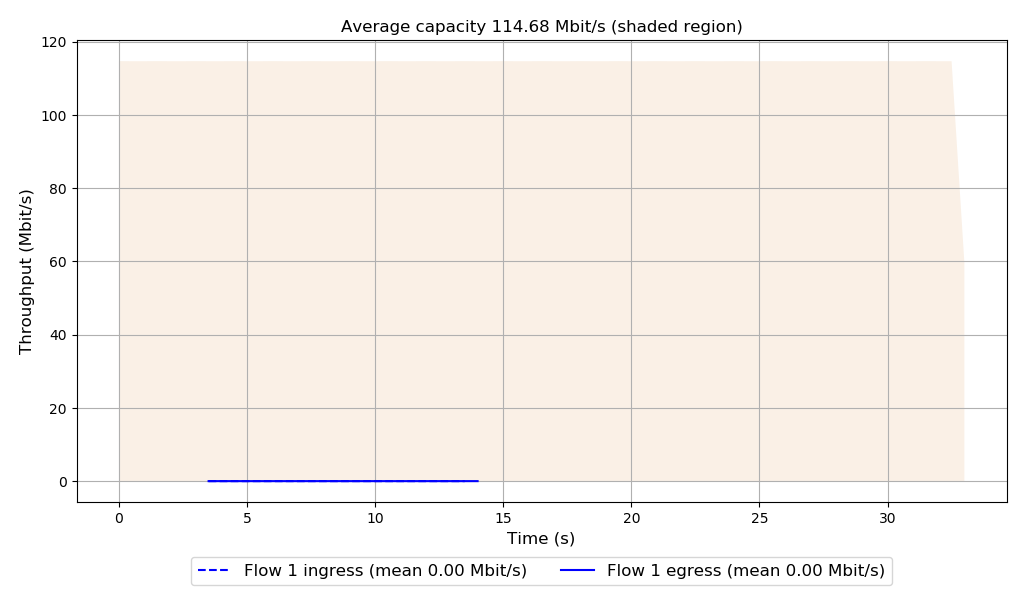 Average capacity 114.68 Mbit/s (shaded region)
120
100
80
60
40
20
0
Throughput (Mbit/s)
0 5 10 15 20 25 30
Time (s)
Flow 1 ingress (mean 0.00 Mbit/s) Flow 1 egress (mean 0.00 Mbit/s)